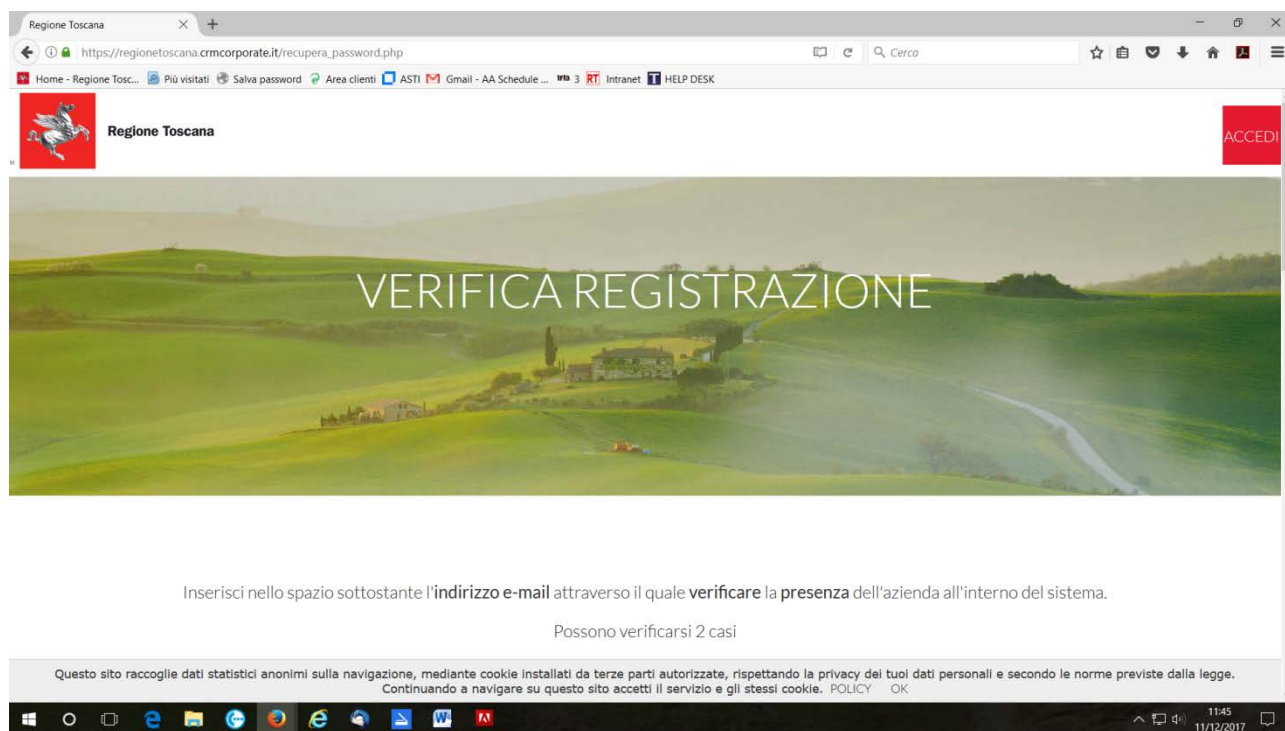 Regione Toscana
https://regionetoscana.crmcorporate.it/recupera_password.php
Cerca
Home - Regione Tosc... Più visitati Salva password Area clienti ASTI Gmail - AA Schedule ... 3 RT Intranet HELP DESK
Regione Toscana
ACCEDI
VERIFICA REGISTRAZIONE
Inserisci nello spazio sottostante l'indirizzo e-mail attraverso il quale verificare la presenza dell'azienda all'interno del sistema.
Possono verificarsi 2 casi
Questo sito raccoglie dati statistici anonimi sulla navigazione, mediante cookie installati da terze parti autorizzate, rispettando la privacy dei tuoi dati personali e secondo le norme previste dalla legge.
Continuando a navigare su questo sito accetti il servizio e gli stessi cookie. POLICY OK
11:45
11/12/2017